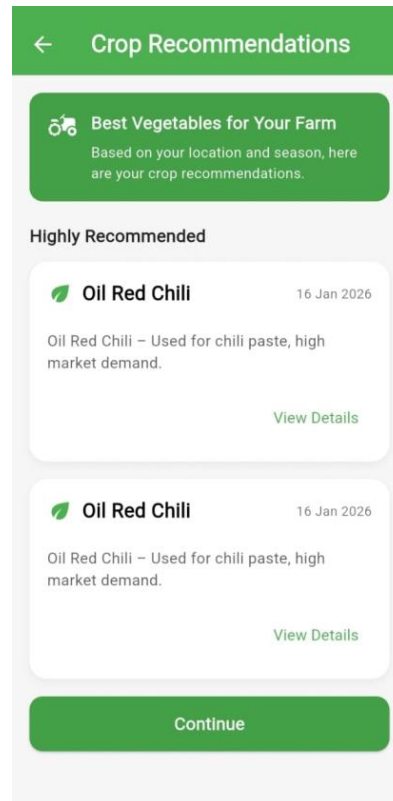 Crop Recommendations
Best Vegetables for Your Farm
Based on your location and season, here
are your crop recommendations.
Highly Recommended
Oil Red Chili 16 Jan 2026
Oil Red Chili – Used for chili paste, high
market demand.
View Details
Oil Red Chili 16 Jan 2026
Oil Red Chili – Used for chili paste, high
market demand.
View Details
Continue